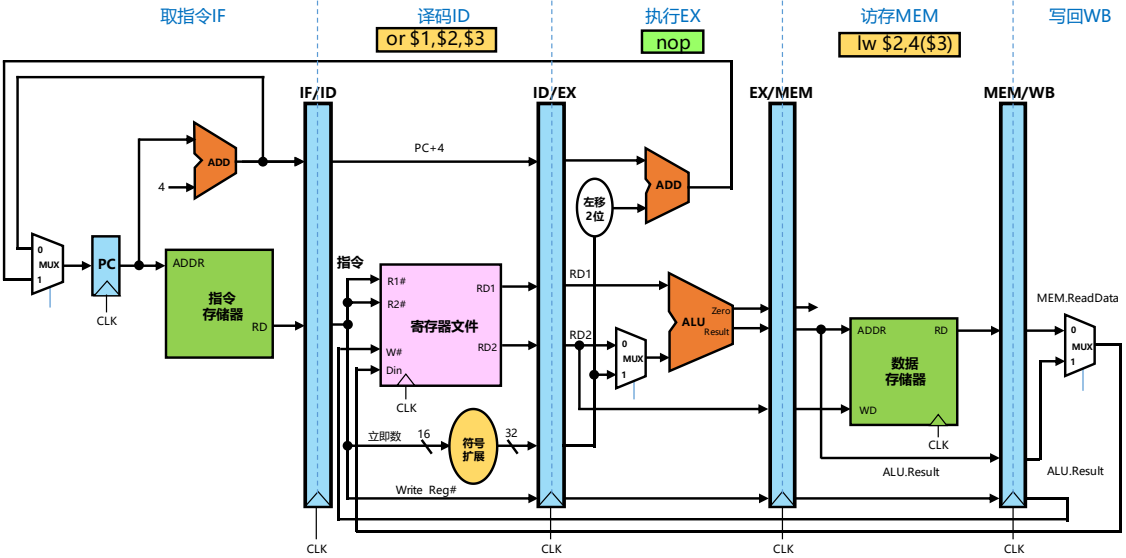 取指令IF
译码ID
执行EX
访存MEM
写回WB
or $1,$2,$3
nop
lw $2,4($3)
IF/ID
ID/EX
EX/MEM
MEM/WB
PC+4
ADD
4
ADD
左移
2位
0
MUX
1
PC
CLK
ADDR
指令
存储器
RD
指令
R1#
R2#
W#
Din
寄存器文件
RD1
RD2
CLK
RD1
RD2
0
MUX
1
ALU
Zero
Result
ADDR
RD
数据
存储器
WD
CLK
MEM.ReadData
0
MUX
1
立即数
16
符号
扩展
32
ALU.Result
ALU.Result
Write Reg#
CLK
CLK
CLK
CLK